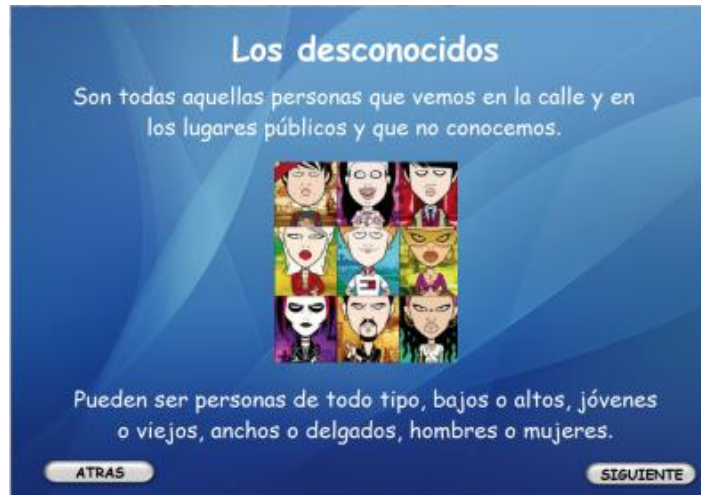 Los desconocidos
Son todas aquellas personas que vemos en la calle y en
los lugares públicos y que no conocemos.
Pueden ser personas de todo tipo, bajos o altos, jóvenes
o viejos, anchos o delgados, hombres o mujeres.
ATRAS
SIGUIENTE